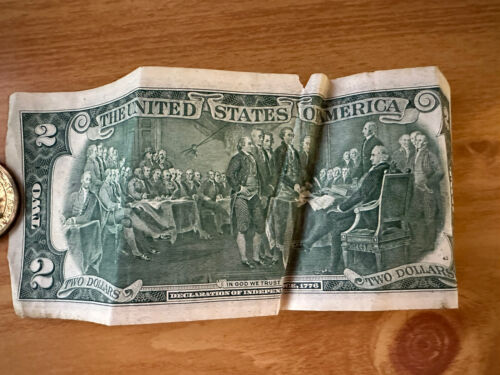 THE UNITED STATES OF AMERICA
2
TWO
2
TWO DOLLARS
TWO DOLLARS
IN GOD WE TRUST
DECLARATION OF INDEPEN CE, 1776